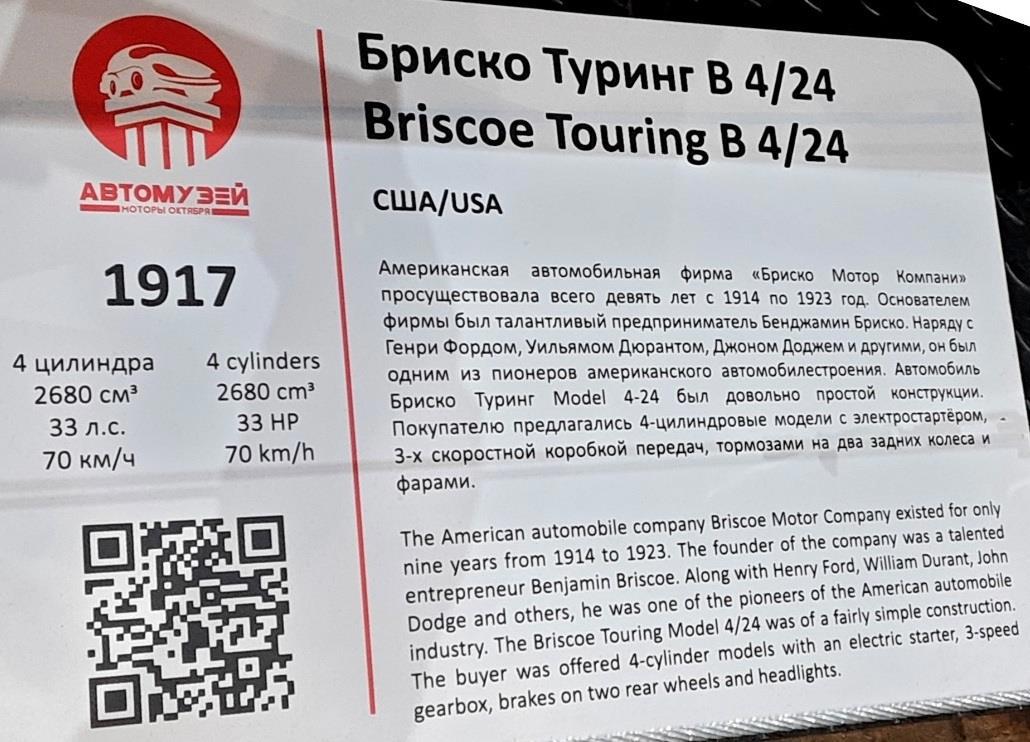 АВТОМУЗЕЙ
МОТОРЫ ОКТЯБРЯ
1917
4 цилиндра
2680 см³
33 л.с.
70 км/ч
4 cylinders
2680 cm³
33 HP
70 km/h
Бриско Туринг В 4/24
Briscoe Touring B 4/24
США/USA
Американская автомобильная фирма «Бриско Мотор Компани»
просуществовала всего девять лет с 1914 по 1923 год. Основателем
фирмы был талантливый предприниматель Бенджамин Бриско. Наряду с
Генри Фордом, Уильямом Дюрантом, Джоном Доджем и другими, он был
одним из пионеров американского автомобилестроения. Автомобиль
Бриско Туринг Model 4-24 был довольно простой конструкции.
Покупателю предлагались 4-цилиндровые модели с электростартёром,
3-х скоростной коробкой передач, тормозами на два задних колеса и
фарами.
The American automobile company Briscoe Motor Company existed for only
nine years from 1914 to 1923. The founder of the company was a talented
entrepreneur Benjamin Briscoe. Along with Henry Ford, William Durant, John
Dodge and others, he was one of the pioneers of the American automobile
industry. The Briscoe Touring Model 4/24 was of a fairly simple construction.
The buyer was offered 4-cylinder models with an electric starter, 3-speed
gearbox, brakes on two rear wheels and headlights.